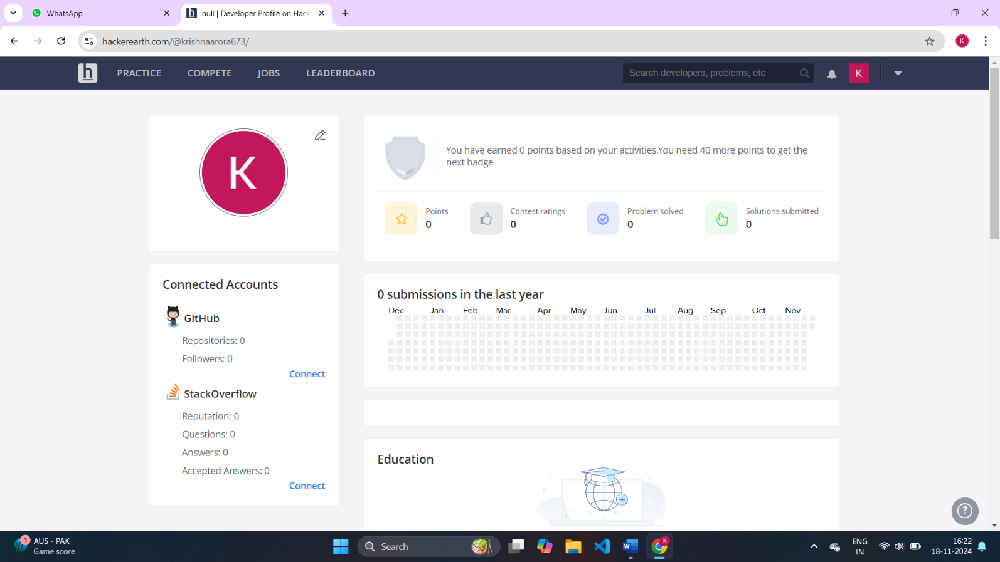 WhatsApp
null | Developer Profile on Hack
hackerearth.com/@krishnaarora673/
K
h
PRACTICE
COMPETE
JOBS
LEADERBOARD
Search developers, problems, etc
K
K
You have earned 0 points based on your activities.You need 40 more points to get the
next badge
Points
0
Contest ratings
0
Problem solved
0
Solutions submitted
0
Connected Accounts
GitHub
Repositories: 0
Followers: 0
Connect
StackOverflow
Reputation: 0
Questions: 0
Answers: 0
Accepted Answers: 0
Connect
0 submissions in the last year
Dec Jan Feb Mar Apr May Jun Jul Aug Sep Oct Nov
Education
?
1
AUS - PAK
Game score
Search
W
K
ENG
IN
16:22
18-11-2024